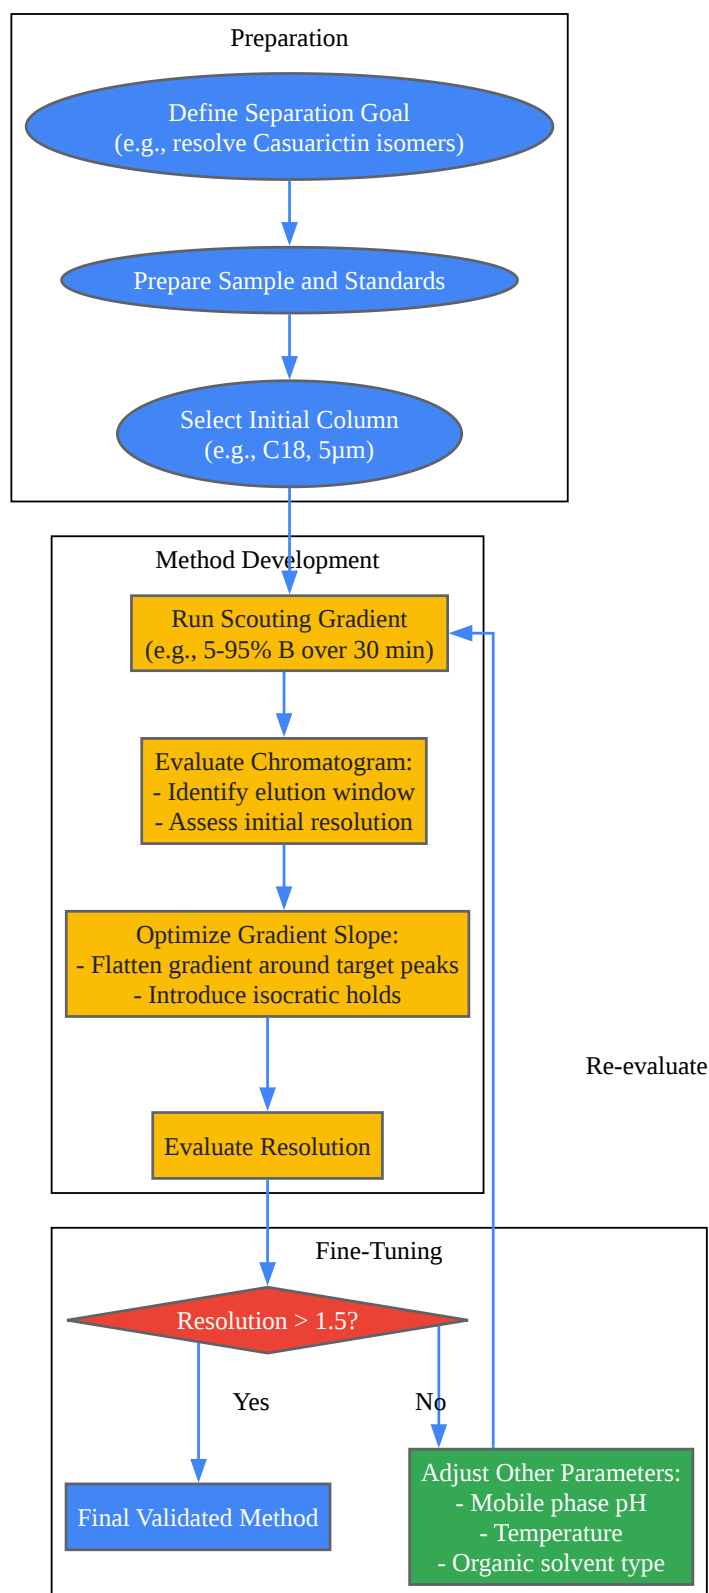 Preparation
Define Separation Goal
(e.g., resolve Casuarictin isomers)
Prepare Sample and Standards
Select Initial Column
(e.g., C18, 5µm)
Method Development
Run Scouting Gradient
(e.g., 5-95% B over 30 min)
Evaluate Chromatogram:
- Identify elution window
- Assess initial resolution
Optimize Gradient Slope:
- Flatten gradient around target peaks
- Introduce isocratic holds
Re-evaluate
Evaluate Resolution
Fine-Tuning
Resolution > 1.5?
Yes
No
Adjust Other Parameters:
- Mobile phase pH
- Temperature
- Organic solvent type
Final Validated Method